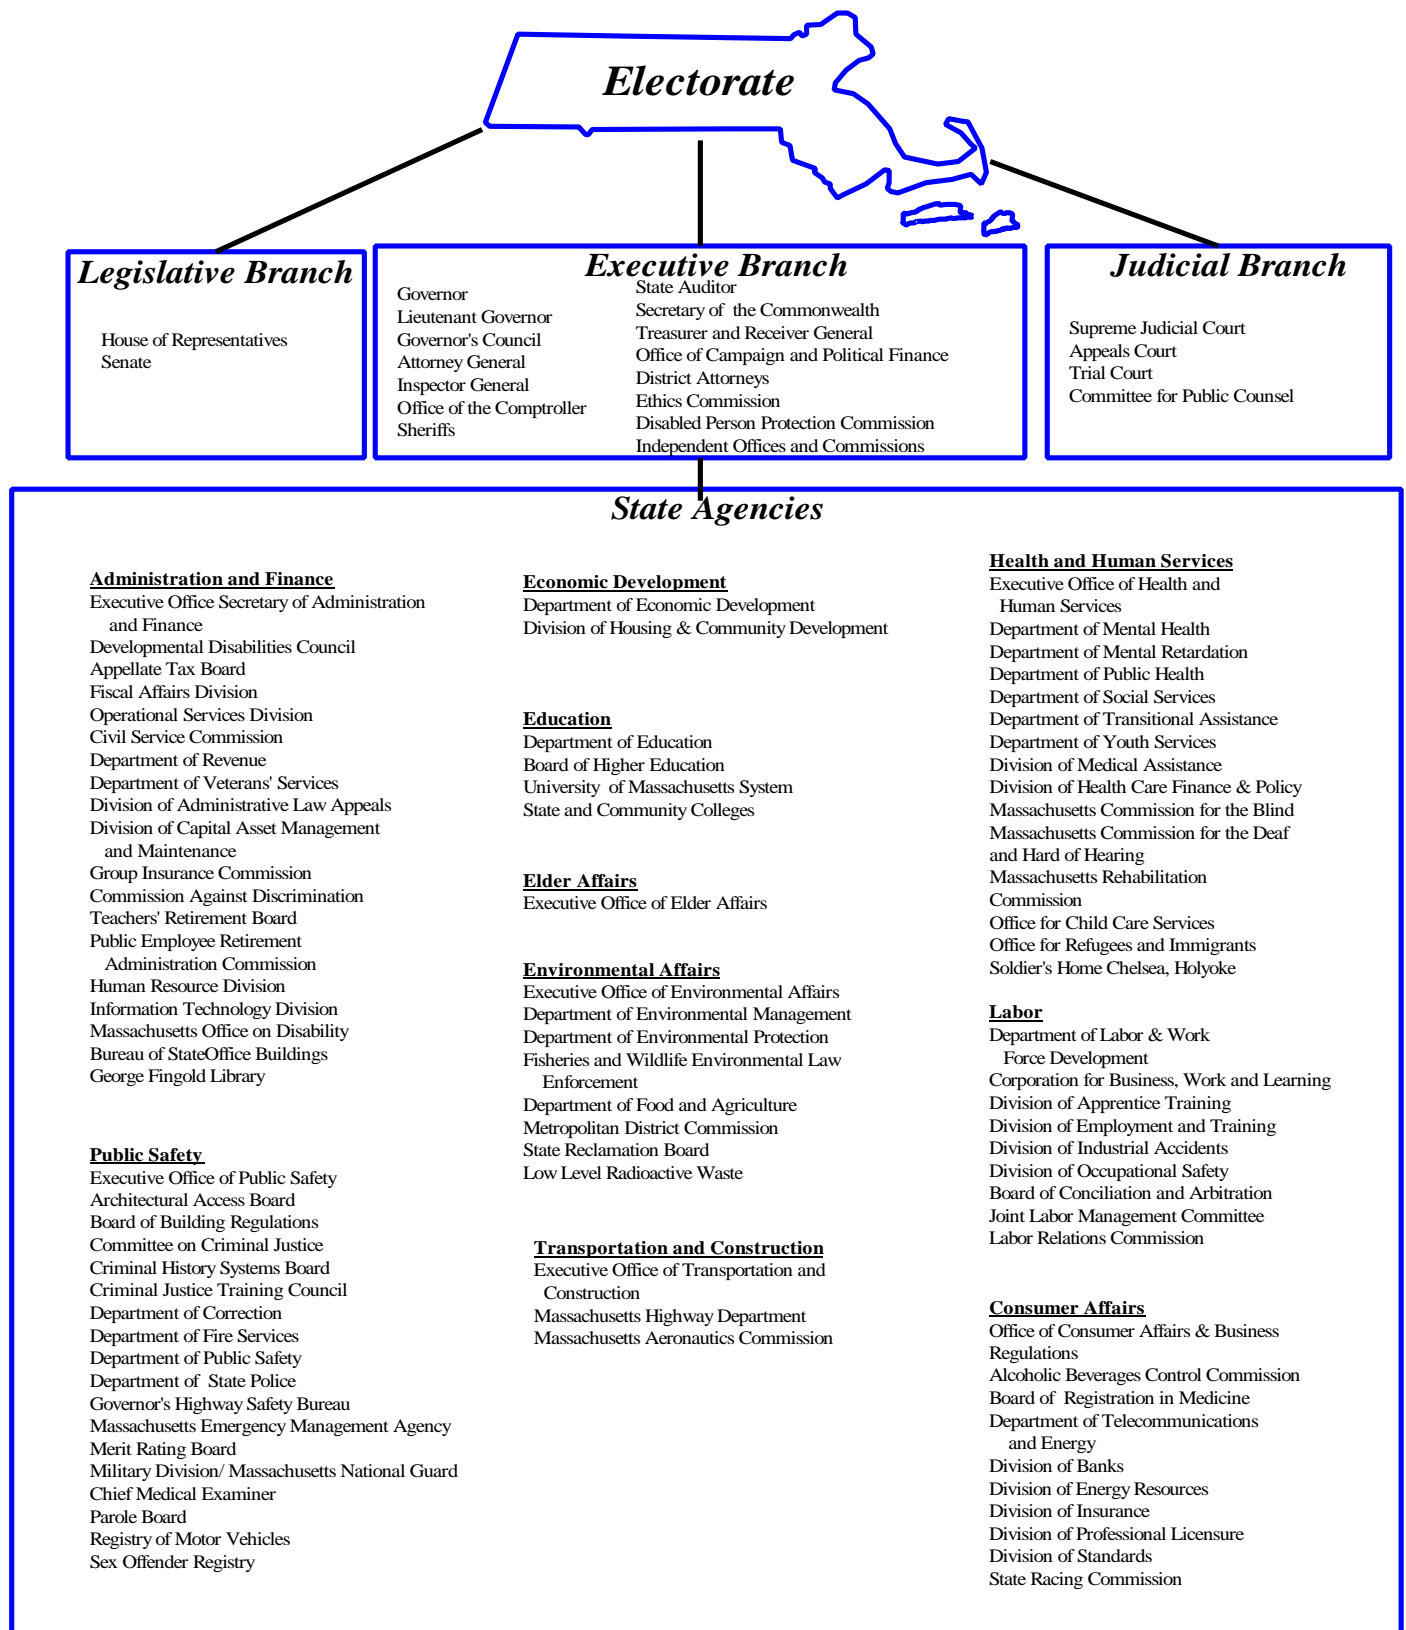 Electorate
Legislative Branch
House of Representatives
Senate
Executive Branch
Governor
Lieutenant Governor
Governor's Council
Attorney General
Inspector General
Office of the Comptroller
Sheriffs
State Auditor
Secretary of the Commonwealth
Treasurer and Receiver General
Office of Campaign and Political Finance
District Attorneys
Ethics Commission
Disabled Person Protection Commission
Independent Offices and Commissions
Judicial Branch
Supreme Judicial Court
Appeals Court
Trial Court
Committee for Public Counsel
State Agencies
Administration and Finance
Executive Office Secretary of Administration
and Finance
Developmental Disabilities Council
Appellate Tax Board
Fiscal Affairs Division
Operational Services Division
Civil Service Commission
Department of Revenue
Department of Veterans' Services
Division of Administrative Law Appeals
Division of Capital Asset Management
and Maintenance
Group Insurance Commission
Commission Against Discrimination
Teachers' Retirement Board
Public Employee Retirement
Administration Commission
Human Resource Division
Information Technology Division
Massachusetts Office on Disability
Bureau of StateOffice Buildings
George Fingold Library
Public Safety
Executive Office of Public Safety
Architectural Access Board
Board of Building Regulations
Committee on Criminal Justice
Criminal History Systems Board
Criminal Justice Training Council
Department of Correction
Department of Fire Services
Department of Public Safety
Department of State Police
Governor's Highway Safety Bureau
Massachusetts Emergency Management Agency
Merit Rating Board
Military Division/ Massachusetts National Guard
Chief Medical Examiner
Parole Board
Registry of Motor Vehicles
Sex Offender Registry
Economic Development
Department of Economic Development
Division of Housing & Community Development
Education
Department of Education
Board of Higher Education
University of Massachusetts System
State and Community Colleges
Elder Affairs
Executive Office of Elder Affairs
Environmental Affairs
Executive Office of Environmental Affairs
Department of Environmental Management
Department of Environmental Protection
Fisheries and Wildlife Environmental Law
Enforcement
Department of Food and Agriculture
Metropolitan District Commission
State Reclamation Board
Low Level Radioactive Waste
Transportation and Construction
Executive Office of Transportation and
Construction
Massachusetts Highway Department
Massachusetts Aeronautics Commission
Health and Human Services
Executive Office of Health and
Human Services
Department of Mental Health
Department of Mental Retardation
Department of Public Health
Department of Social Services
Department of Transitional Assistance
Department of Youth Services
Division of Medical Assistance
Division of Health Care Finance & Policy
Massachusetts Commission for the Blind
Massachusetts Commission for the Deaf
and Hard of Hearing
Massachusetts Rehabilitation
Commission
Office for Child Care Services
Office for Refugees and Immigrants
Soldier's Home Chelsea, Holyoke
Labor
Department of Labor & Work
Force Development
Corporation for Business, Work and Learning
Division of Apprentice Training
Division of Employment and Training
Division of Industrial Accidents
Division of Occupational Safety
Board of Conciliation and Arbitration
Joint Labor Management Committee
Labor Relations Commission
Consumer Affairs
Office of Consumer Affairs & Business
Regulations
Alcoholic Beverages Control Commission
Board of Registration in Medicine
Department of Telecommunications
and Energy
Division of Banks
Division of Energy Resources
Division of Insurance
Division of Professional Licensure
Division of Standards
State Racing Commission